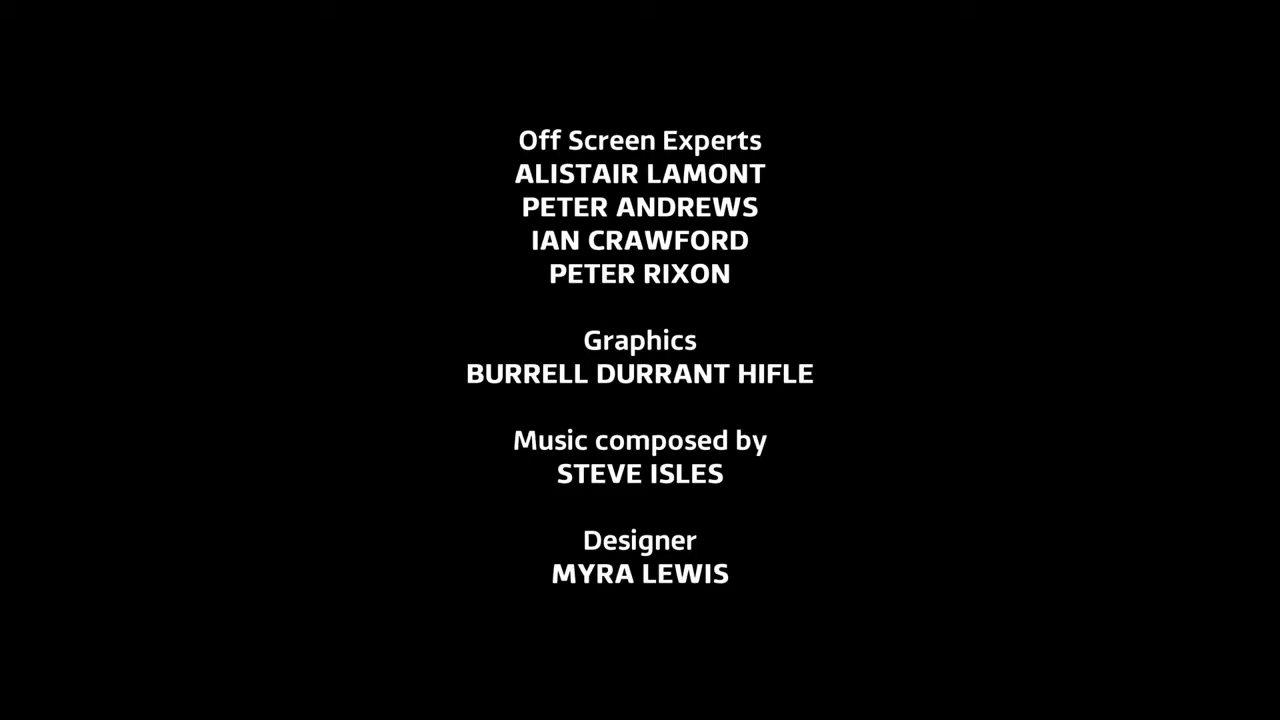 Off Screen Experts
ALISTAIR LAMONT
PETER ANDREWS
IAN CRAWFORD
PETER RIXON
Graphics
BURRELL DURRANT HIFLE
Music composed by
STEVE ISLES
Designer
MYRA LEWIS